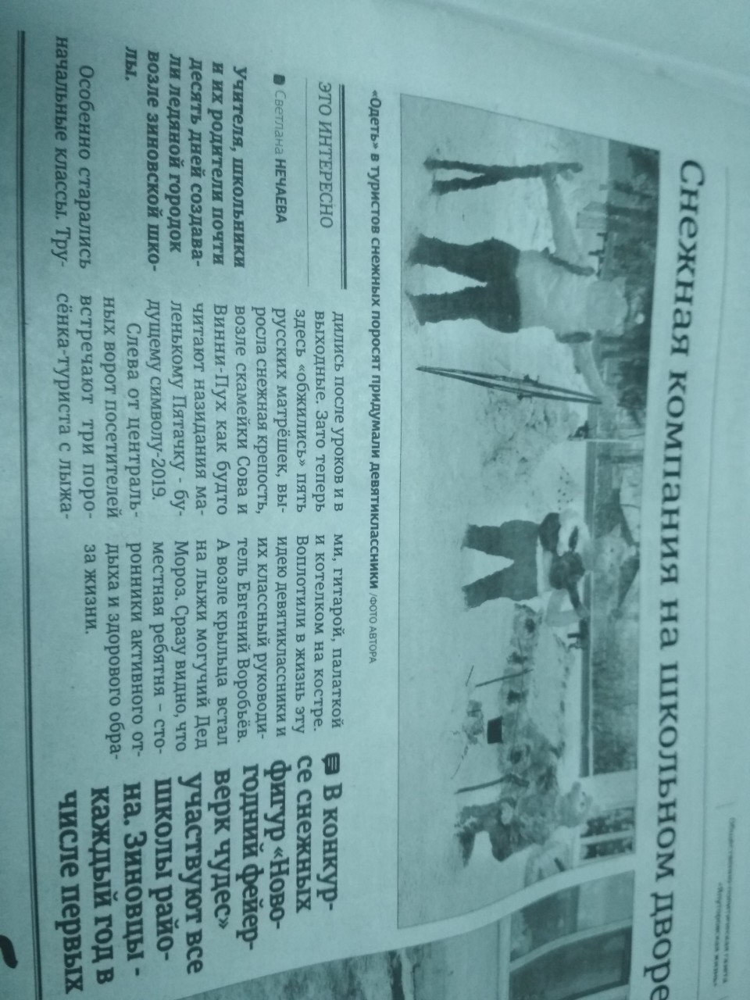 Общественно-политическая газета
«Ялуторовская жизнь»
Снежная компания на школьном дворе
«Одеть» в туристов снежных поросят придумали девятиклассники /ФОТО АВТОРА
ЭТО ИНТЕРЕСНО
Светлана НЕЧАЕВА
Учителя, школьники
и их родители почти
десять дней создава-
ли ледяной городок
возле зиновской шко-
лы.
Особенно старались
начальные классы. Тру-
дились после уроков и в
выходные. Зато теперь
здесь «обжились» пять
русских матрёшек, вы-
росла снежная крепость,
возле скамейки Сова и
Винни-Пух как будто
читают назидания ма-
ленькому Пятачку - бу-
дущему символу-2019.
Слева от централь-
ных ворот посетителей
встречают три поро-
сёнка-туриста с лыжа-
ми, гитарой, палаткой
и котелком на костре.
Воплотили в жизнь эту
идею девятиклассники и
их классный руководи-
тель Евгений Воробьёв.
А возле крыльца встал
на лыжи могучий Дед
Мороз. Сразу видно, что
местная ребятня – сто-
ронники активного от-
дыха и здорового обра-
за жизни.
В конкур-
се снежных
фигур «Ново-
годний фейер-
верк чудес»
участвуют все
школы райо-
на. Зиновцы -
каждый год в
числе первых